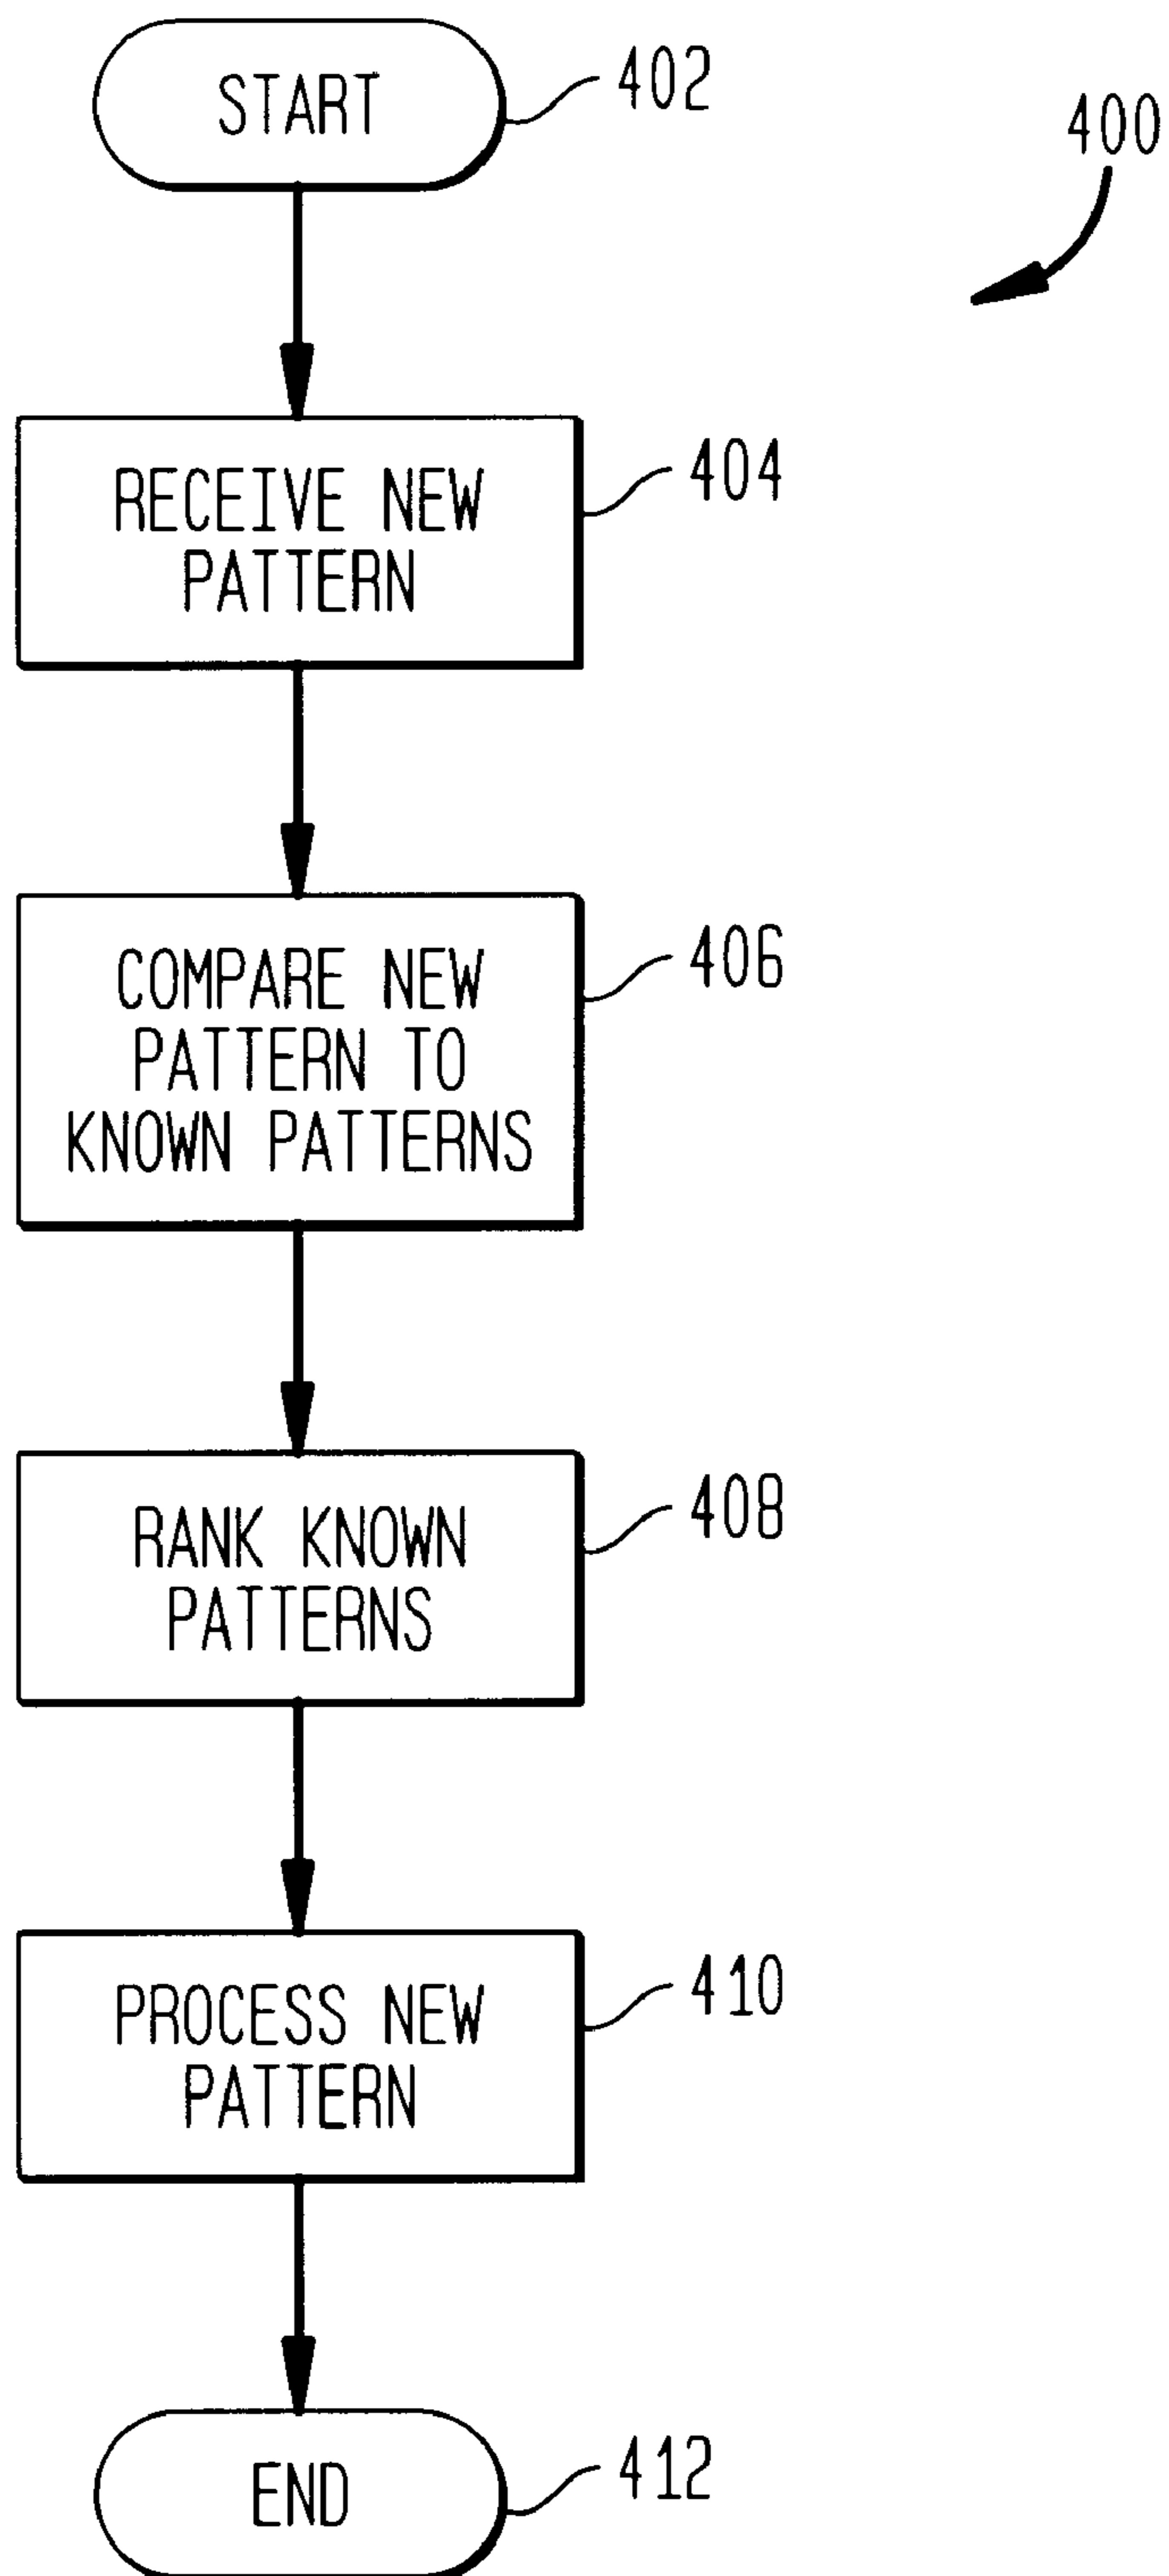 START
402
400
RECEIVE NEW
PATTERN
404
COMPARE NEW
PATTERN TO
KNOWN PATTERNS
406
RANK KNOWN
PATTERNS
408
PROCESS NEW
PATTERN
410
END
412